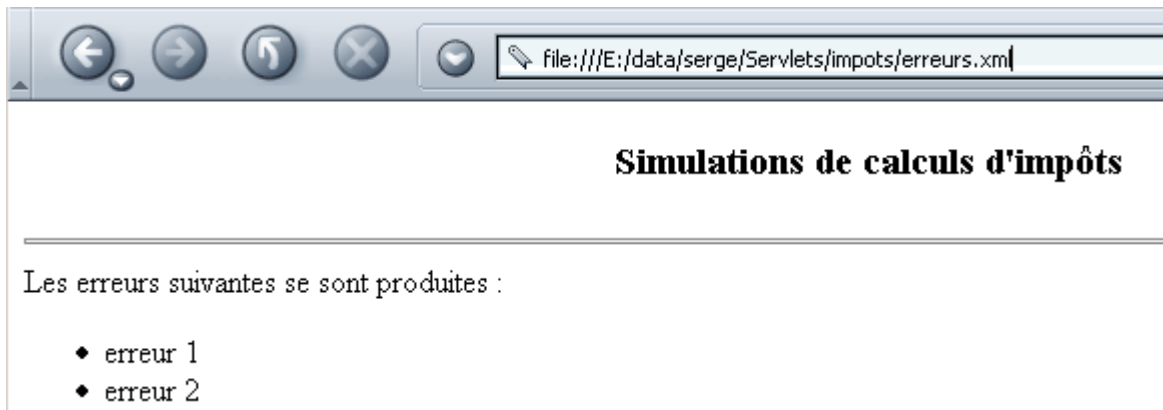 file:///E:/data/serge/Servlets/impots/erreurs.xml
Simulations de calculs d'impôts
Les erreurs suivantes se sont produites :
erreur 1
erreur 2